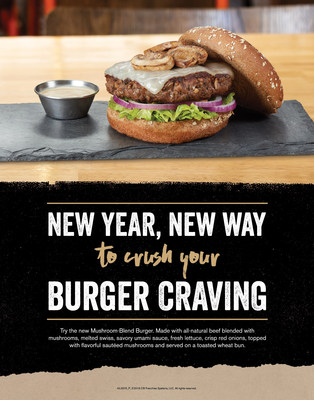 NEW YEAR, NEW WAY
to crush your
BURGER CRAVING
Try the new Mushroom-Blend Burger. Made with all-natural beef blended with
mushrooms, melted swiss, savory umami sauce, fresh lettuce, crisp red onions, topped
with flavorful sautéed mushrooms and served on a toasted wheat bun.